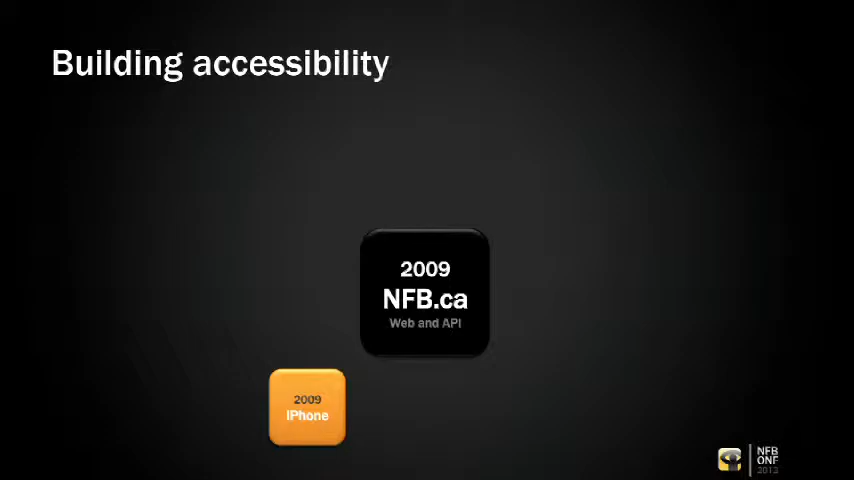 Building accessibility
2009
NFB.ca
Web and API
2009
iPhone
NFB
ONF
2013